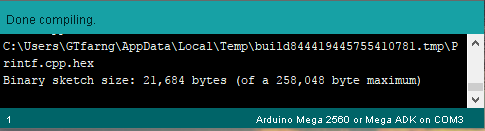 Done compiling.
C:\Users\GTfarng\AppData\Local\Temp\build844419445755410781.tmp\P
rintf.cpp.hex
Binary sketch size: 21,684 bytes (of a 258,048 byte maximum)
1
Arduino Mega 2560 or Mega ADK on COM3